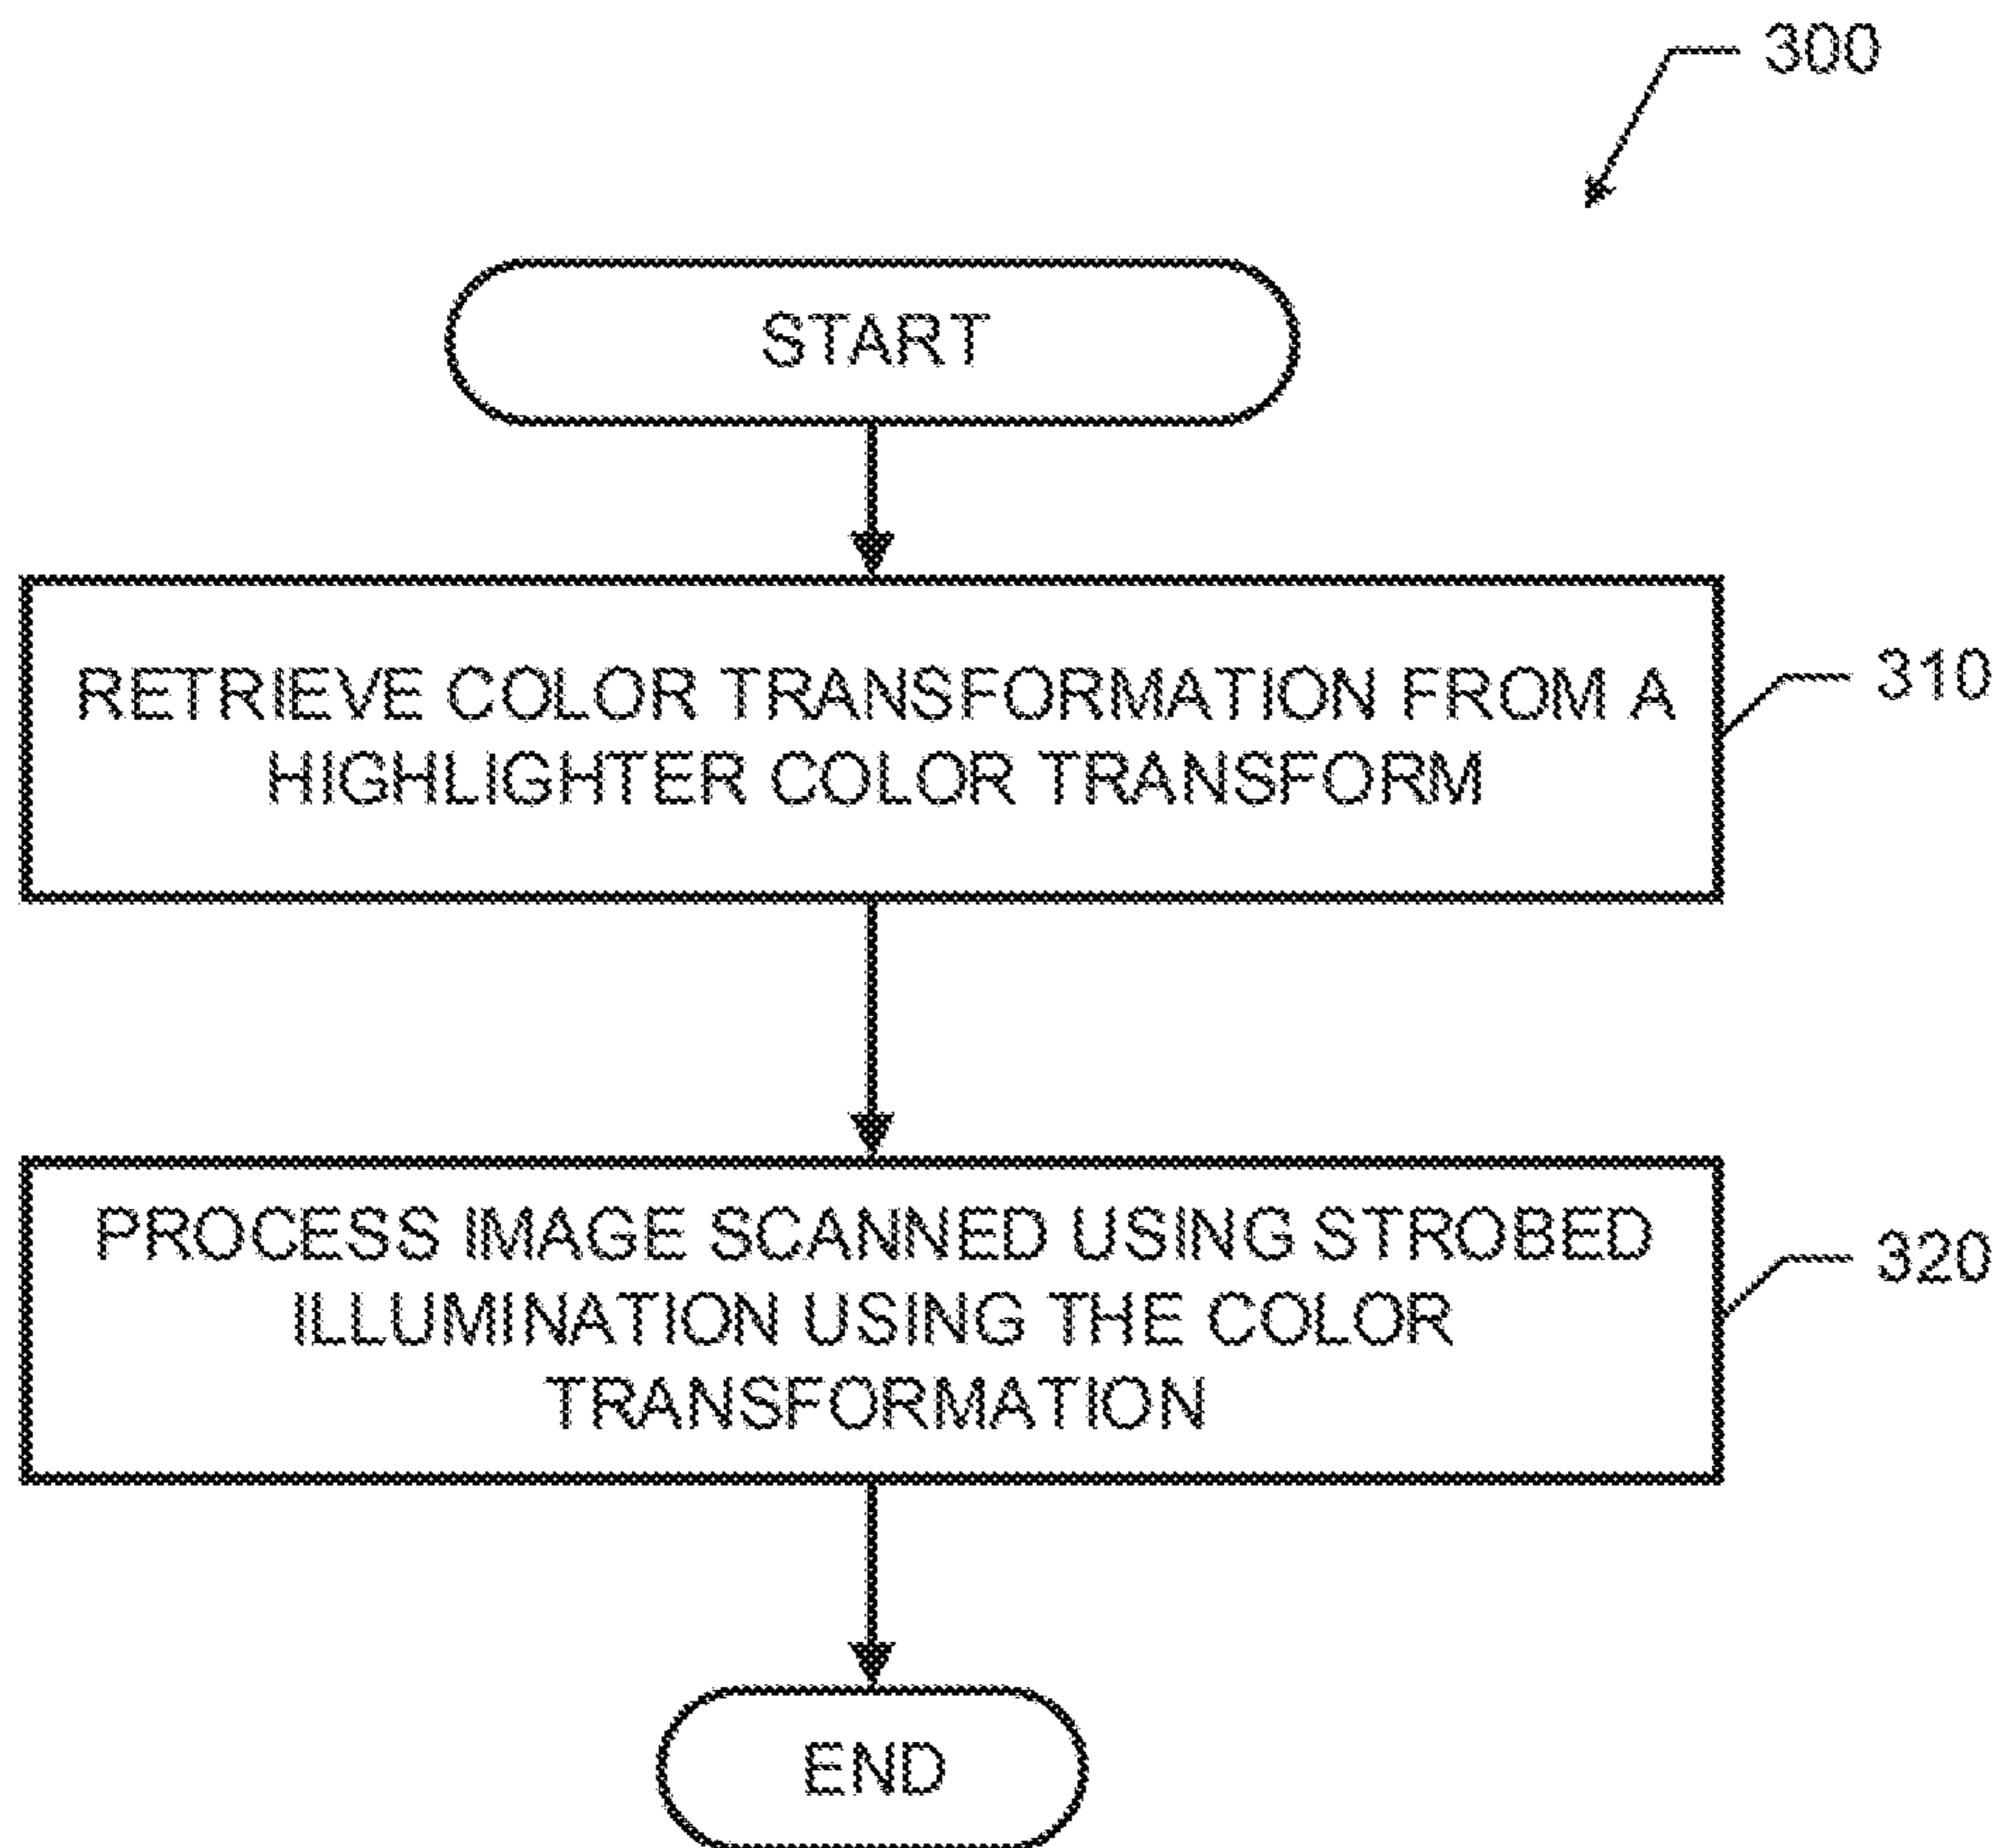 300
START
RETRIEVE COLOR TRANSFORMATION FROM A
HIGHLIGHTER COLOR TRANSFORM
310
PROCESS IMAGE SCANNED USING STROBED
ILLUMINATION USING THE COLOR
TRANSFORMATION
320
END